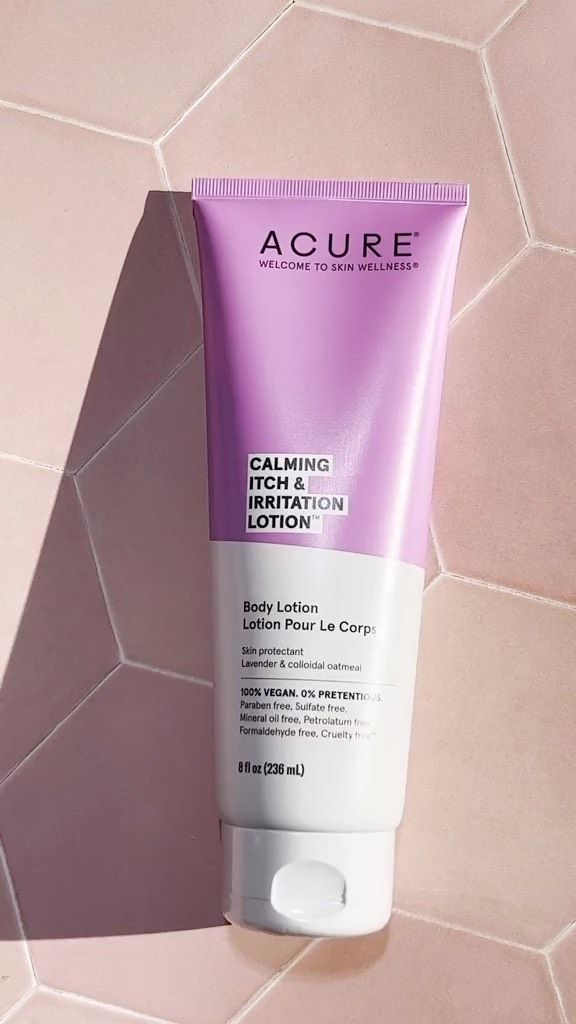 ACURE®
WELCOME TO SKIN WELLNESS®
CALMING
ITCH &
IRRITATION
LOTION™
Body Lotion
Lotion Pour Le Corps
Skin protectant
Lavender & colloidal oatmeal
100% VEGAN. 0% PRETENTIOUS.
Paraben free, Sulfate free,
Mineral oil free, Petrolatum free,
Formaldehyde free, Cruelty free
8 fl oz (236 mL)